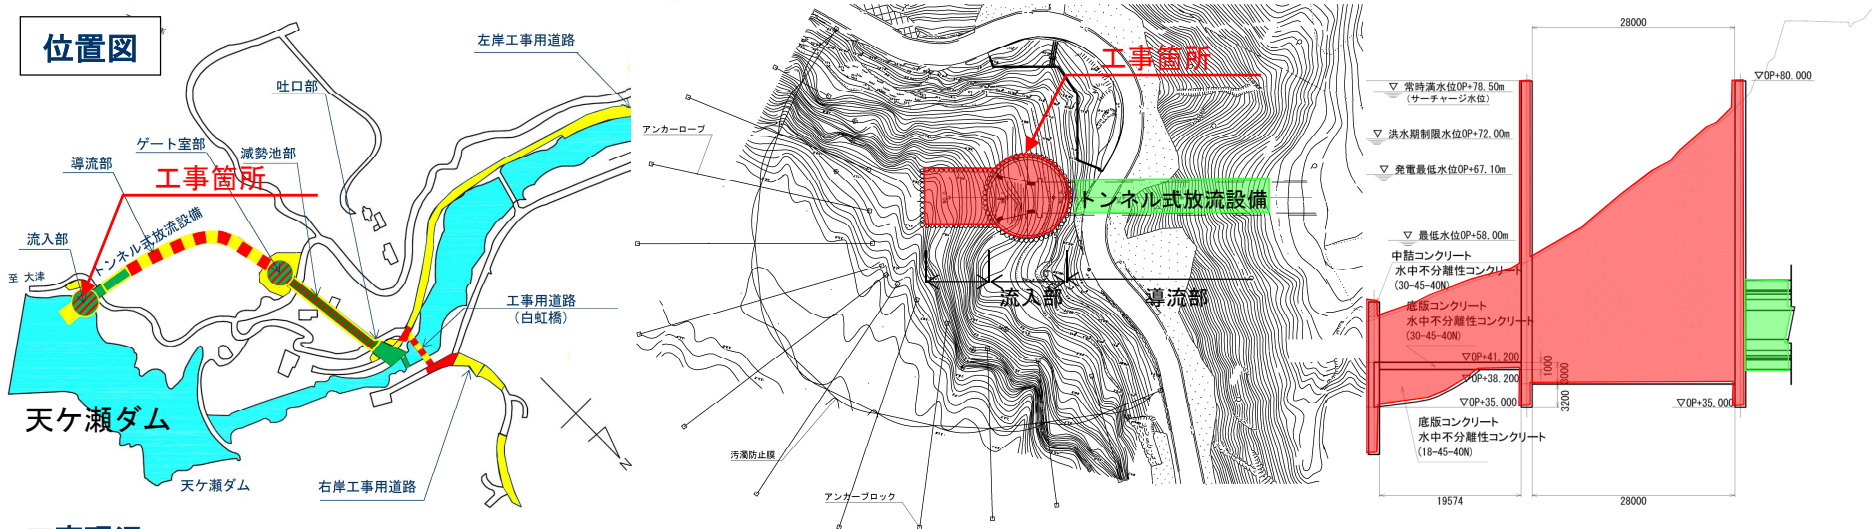 位置図
左岸工事用道路
吐口部
ゲート室部
減勢池部
導流部
工事箇所
トンネル式放流設備
流入部
至 大津
工事用道路
(白虹橋)
天ケ瀬ダム
天ケ瀬ダム
右岸工事用道路
N
工事箇所
アンカーロープ
トンネル式放流設備
流入部
導流部
汚濁防止膜
アンカーブロック
28000
▽OP+80.000
▽ 常時満水位OP+78.50m
(サーチャージ水位)
▽ 洪水期制限水位OP+72.00m
▽ 発電最低水位OP+67.10m
▽ 最低水位OP+58.00m
中詰コンクリート
水中不分離性コンクリート
(30-45-40N)
底版コンクリート
水中不分離性コンクリート
(30-45-40N)
▽OP+41.200
▽OP+38.200
▽OP+35.000
1000
3000
3200
▽OP+35.000
底版コンクリート
水中不分離性コンクリート
(18-45-40N)
19574
28000